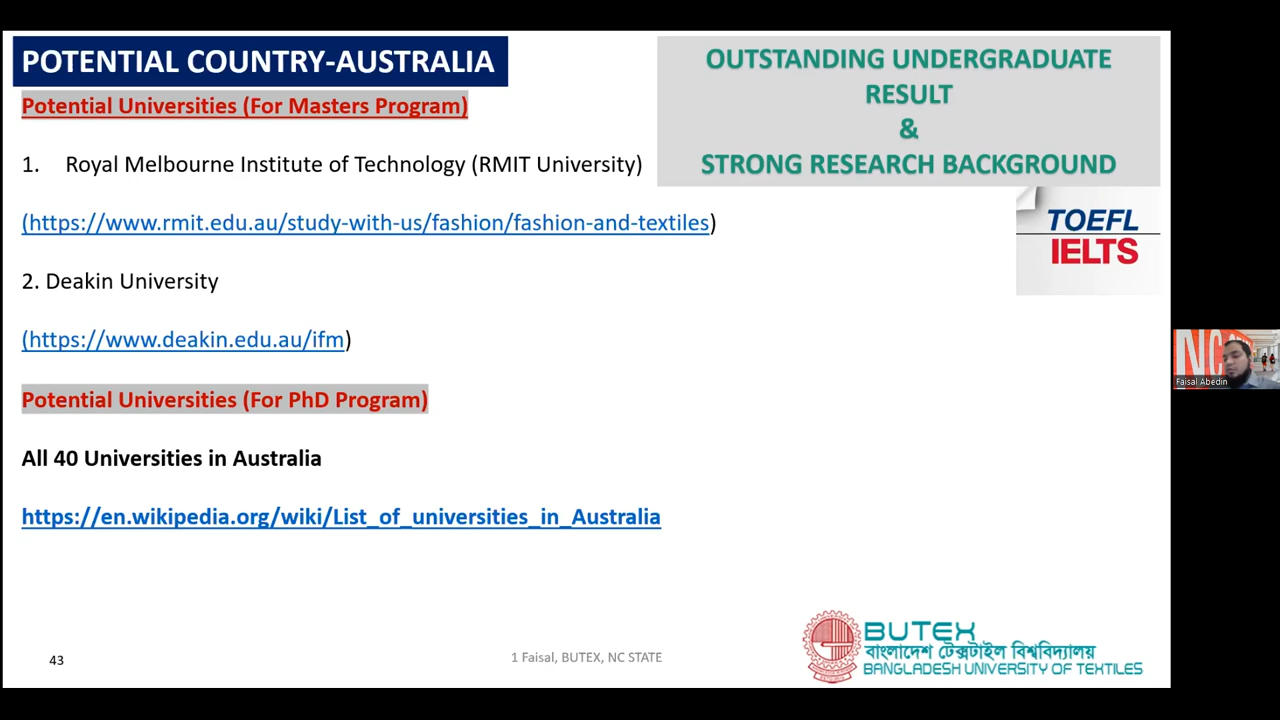 POTENTIAL COUNTRY-AUSTRALIA
Potential Universities (For Masters Program)
1. Royal Melbourne Institute of Technology (RMIT University)
(https://www.rmit.edu.au/study-with-us/fashion/fashion-and-textiles)
2. Deakin University
(https://www.deakin.edu.au/ifm)
Potential Universities (For PhD Program)
All 40 Universities in Australia
https://en.wikipedia.org/wiki/List_of_universities_in_Australia
OUTSTANDING UNDERGRADUATE
RESULT
&
STRONG RESEARCH BACKGROUND
TOEFL
IELTS
NC
Faisal Abedin
43
1 Faisal, BUTEX, NC STATE
BUTEX
বাংলাদেশ টেক্সটাইল বিশ্ববিদ্যালয়
BANGLADESH UNIVERSITY OF TEXTILES